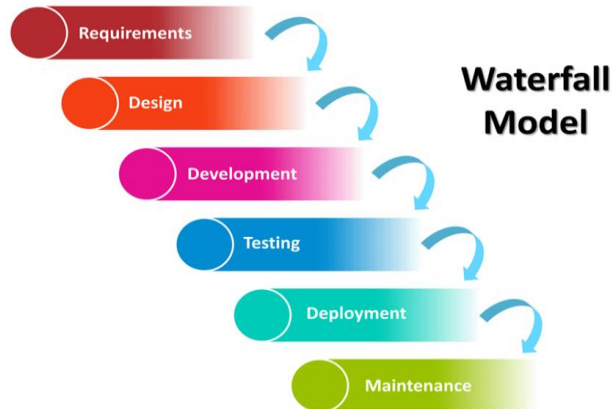 Requirements
Waterfall
Model
Design
Development
Testing
Deployment
Maintenance